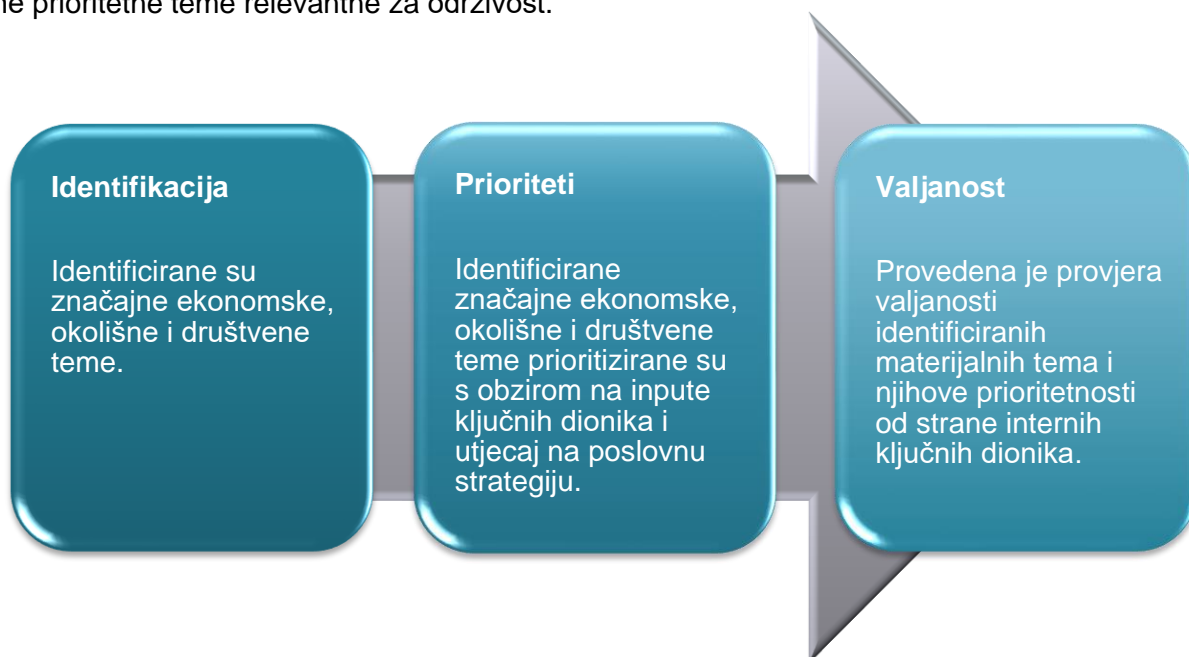 ne prioritetne teme relevantne za održivost.
Identifikacija
Identificirane su
značajne ekonomske,
okolišne i društvene
teme.
Prioriteti
Identificirane
značajne ekonomske,
okolišne i društvene
teme prioritizirane su
s obzirom na inpute
ključnih dionika i
utjecaj na poslovnu
strategiju.
Valjanost
Provedena je provjera
valjanosti
identificiranih
materijalnih tema i
njihove prioritetnosti
od strane internih
ključnih dionika.